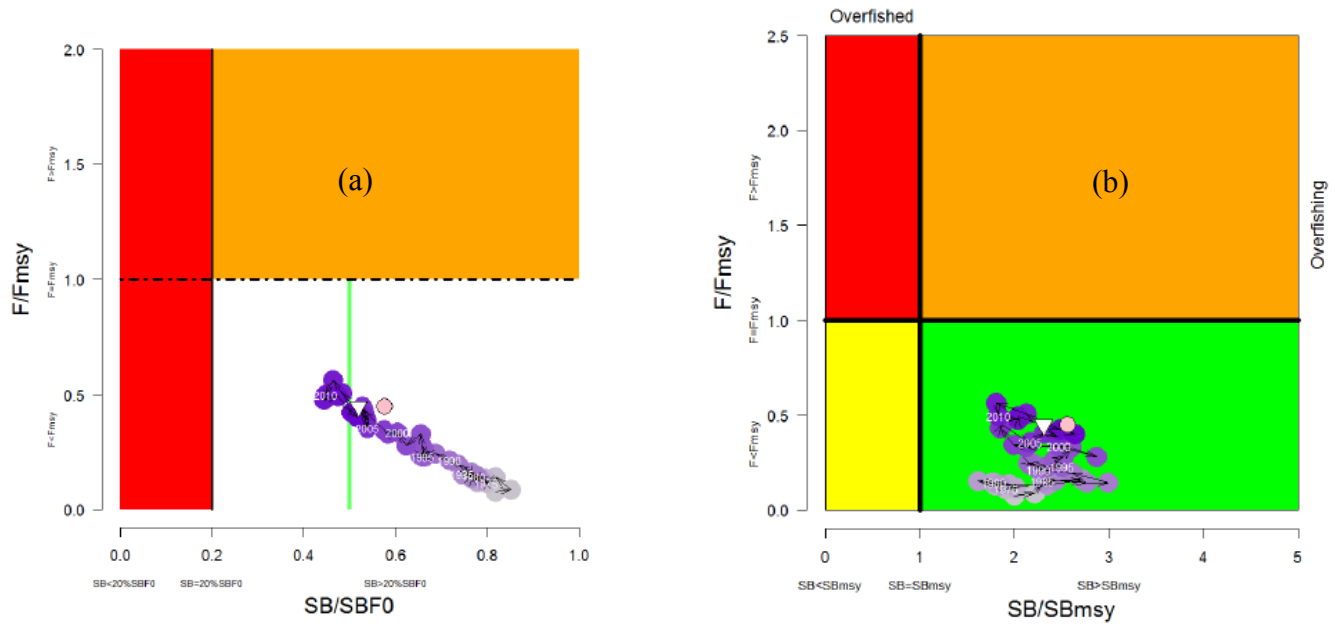 (a)
2.0
1.5
1.0
0.5
0.0
F/Fmsy
F>Fmsy
F=Fmsy
F<Fmsy
2010
2005
2000
1995
1990
0.0 0.2 0.4 0.6 0.8 1.0
SB<20%SBF0 SB=20%SBF0 SB>20%SBF0
SB/SBF0
Overfished
(b)
2.5
2.0
1.5
1.0
0.5
0.0
F/Fmsy
F>Fmsy
F=Fmsy
F<Fmsy
Overfishing
2010
2005
2000
1995
1990
1985
1980
0 1 2 3 4 5
SB<SBmsy SB=SBmsy SB>SBmsy
SB/SBmsy